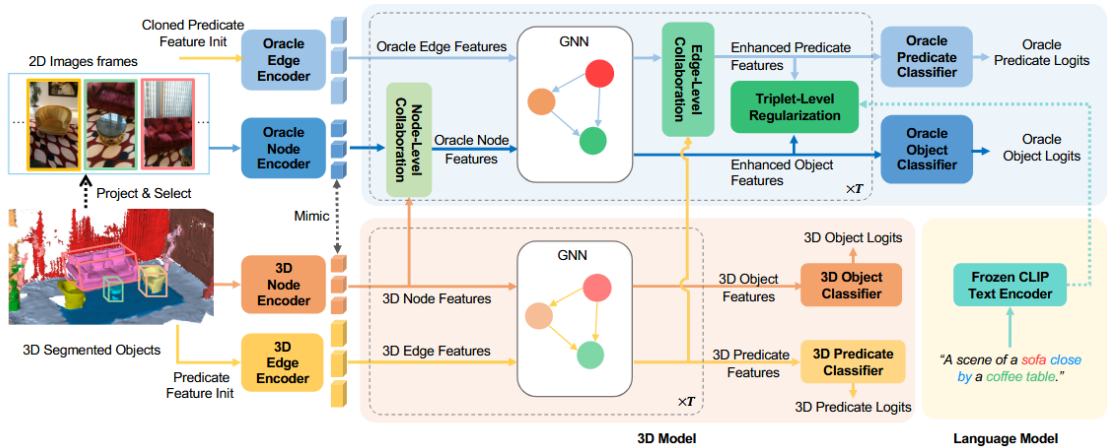 Cloned Predicate
Feature Init
2D Images frames
Oracle
Edge
Encoder
Oracle Edge Features
GNN
Edge-Level
Collaboration
Enhanced Predicate
Features
Oracle
Predicate
Classifier
Oracle
Predicate Logits
Triplet-Level
Regularization
Node-Level
Collaboration
Oracle
Node
Encoder
Oracle Node
Features
Enhanced Object
Features
Oracle
Object
Classifier
Oracle
Object Logits
×T
Project & Select
Mimic
3D
Node
Encoder
3D Node Features
GNN
3D Object
Features
3D Object Logits
3D Object
Classifier
Frozen CLIP
Text Encoder
3D Segmented Objects
Predicate
Feature Init
3D
Edge
Encoder
3D Edge Features
3D Predicate
Features
3D Predicate
Classifier
3D Predicate Logits
×T
“A scene of a sofa close
by a coffee table.”
3D Model
Language Model